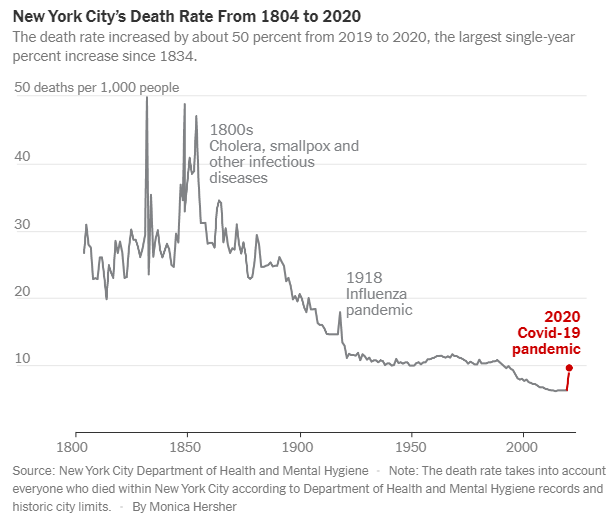 New York City's Death Rate From 1804 to 2020
The death rate increased by about 50 percent from 2019 to 2020, the largest single-year
percent increase since 1834.
50 deaths per 1,000 people
1800s
Cholera, smallpox and
other infectious
diseases
40
30
1918
Influenza
pandemic
20
2020
Covid-19
pandemic
10
1800 1850 1900 1950 2000
Source: New York City Department of Health and Mental Hygiene · Note: The death rate takes into account
everyone who died within New York City according to Department of Health and Mental Hygiene records and
historic city limits. · By Monica Hersher